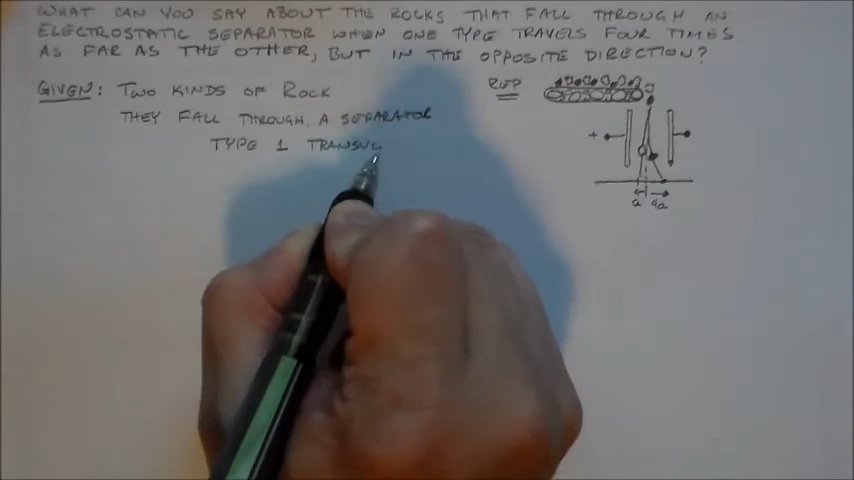 WHAT CAN YOU SAY ABOUT THE ROCKS THAT FALL THROUGH AN
ELECTROSTATIC SEPARATOR WHEN ONE TYPE TRAVELS FOUR TIMES
AS FAR AS THE OTHER, BUT IN THE OPPOSITE DIRECTION?
GIVEN: TWO KINDS OF ROCK
THEY FALL THROUGH A SEPARATOR
TYPE 1
REP
+ -
a 4a